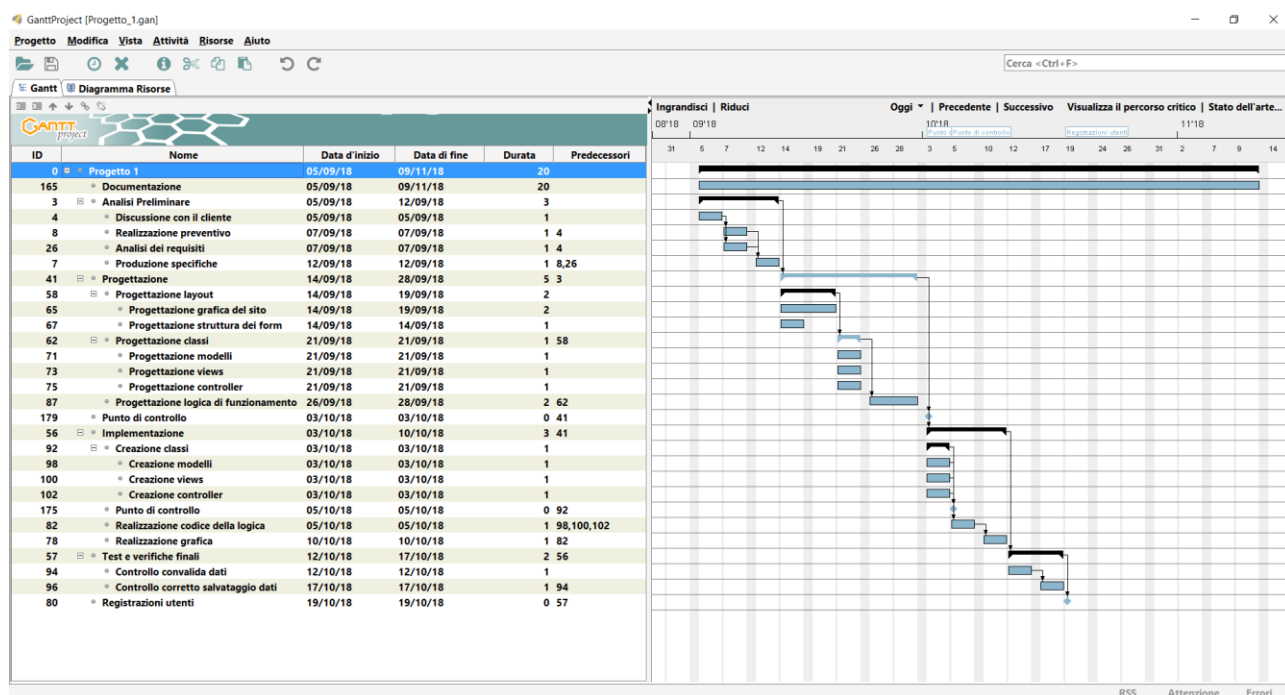 GanttProject [Progetto_1.gan]
Progetto Modifica Vista Attività Risorse Aiuto
Cerca <Ctrl+F>
Gantt Diagramma Risorse
Ingrandisci | Riduci Oggi | Precedente | Successivo Visualizza il percorso critico | Stato dell'arte...
GANTT project
08'18 09'18 10'18 11'18
Punto d Punto di controllo Registrazioni utenti
31 5 7 12 14 19 21 26 28 3 5 10 12 17 19 24 26 31 2 7 9 14
ID Nome Data d'inizio Data di fine Durata Predecessori
0 Progetto 1 05/09/18 09/11/18 20
165 Documentazione 05/09/18 09/11/18 20
3 Analisi Preliminare 05/09/18 12/09/18 3
4 Discussione con il cliente 05/09/18 05/09/18 1
8 Realizzazione preventivo 07/09/18 07/09/18 1 4
26 Analisi dei requisiti 07/09/18 07/09/18 1 4
7 Produzione specifiche 12/09/18 12/09/18 1 8,26
41 Progettazione 14/09/18 28/09/18 5 3
58 Progettazione layout 14/09/18 19/09/18 2
65 Progettazione grafica del sito 14/09/18 19/09/18 2
67 Progettazione struttura dei form 14/09/18 14/09/18 1
62 Progettazione classi 21/09/18 21/09/18 1 58
71 Progettazione modelli 21/09/18 21/09/18 1
73 Progettazione views 21/09/18 21/09/18 1
75 Progettazione controller 21/09/18 21/09/18 1
87 Progettazione logica di funzionamento 26/09/18 28/09/18 2 62
179 Punto di controllo 03/10/18 03/10/18 0 41
56 Implementazione 03/10/18 10/10/18 3 41
92 Creazione classi 03/10/18 03/10/18 1
98 Creazione modelli 03/10/18 03/10/18 1
100 Creazione views 03/10/18 03/10/18 1
102 Creazione controller 03/10/18 03/10/18 1
175 Punto di controllo 05/10/18 05/10/18 0 92
82 Realizzazione codice della logica 05/10/18 05/10/18 1 98,100,102
78 Realizzazione grafica 10/10/18 10/10/18 1 82
57 Test e verifiche finali 12/10/18 17/10/18 2 56
94 Controllo convalida dati 12/10/18 12/10/18 1
96 Controllo corretto salvataggio dati 17/10/18 17/10/18 1 94
80 Registrazioni utenti 19/10/18 19/10/18 0 57
RSS Attenzione Errori